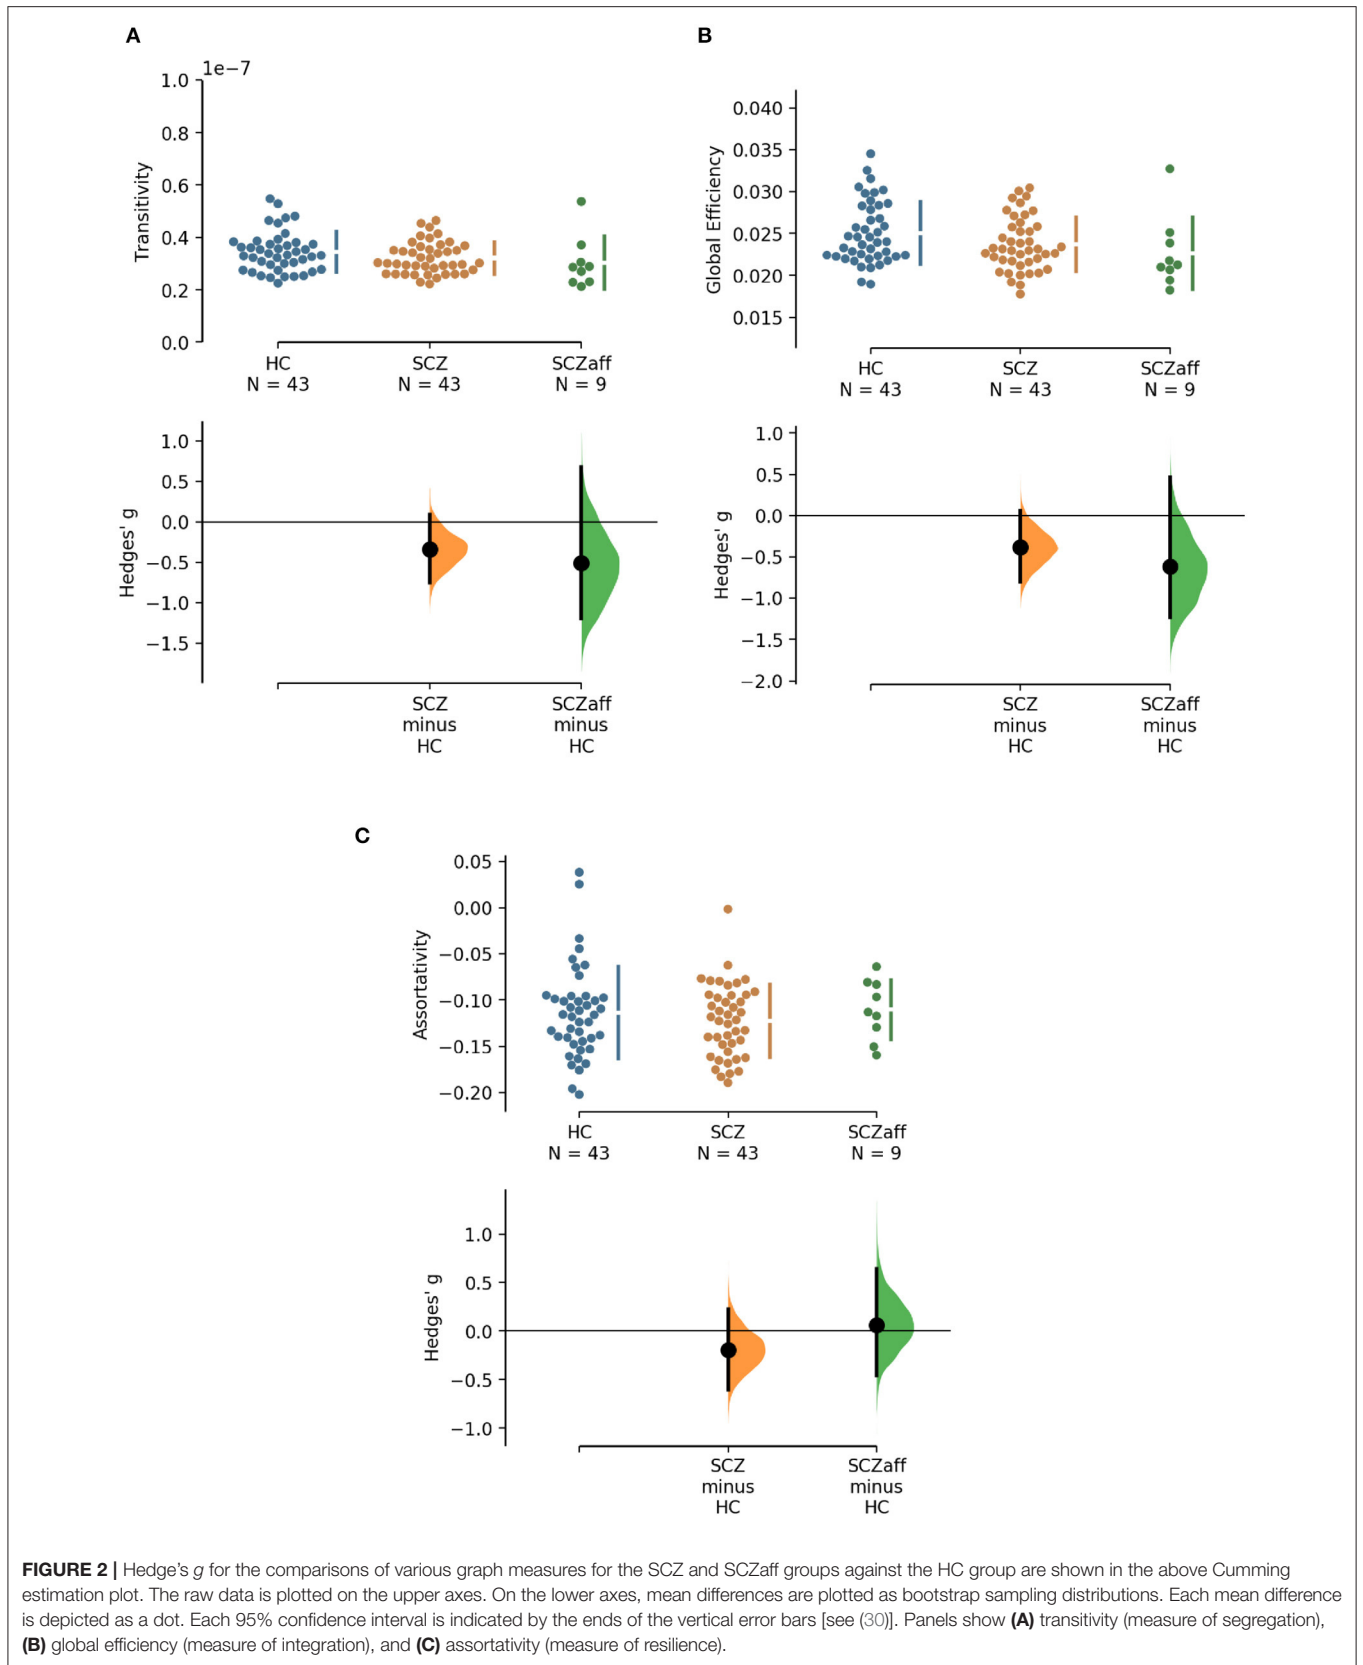 A
1e−7
1.0
0.8
0.6
0.4
0.2
0.0
Transitivity
HC
N = 43
SCZ
N = 43
SCZaff
N = 9
1.0
0.5
0.0
−0.5
−1.0
−1.5
Hedges' g
SCZ
minus
HC
SCZaff
minus
HC
B
0.040
0.035
0.030
0.025
0.020
0.015
Global Efficiency
HC
N = 43
SCZ
N = 43
SCZaff
N = 9
1.0
0.5
0.0
−0.5
−1.0
−1.5
−2.0
Hedges' g
SCZ
minus
HC
SCZaff
minus
HC
C
0.05
0.00
−0.05
−0.10
−0.15
−0.20
Assortativity
HC
N = 43
SCZ
N = 43
SCZaff
N = 9
1.0
0.5
0.0
−0.5
−1.0
Hedges' g
SCZ
minus
HC
SCZaff
minus
HC
FIGURE 2 | Hedge's g for the comparisons of various graph measures for the SCZ and SCZaff groups against the HC group are shown in the above Cumming
estimation plot. The raw data is plotted on the upper axes. On the lower axes, mean differences are plotted as bootstrap sampling distributions. Each mean difference
is depicted as a dot. Each 95% confidence interval is indicated by the ends of the vertical error bars [see (30)]. Panels show (A) transitivity (measure of segregation),
(B) global efficiency (measure of integration), and (C) assortativity (measure of resilience).